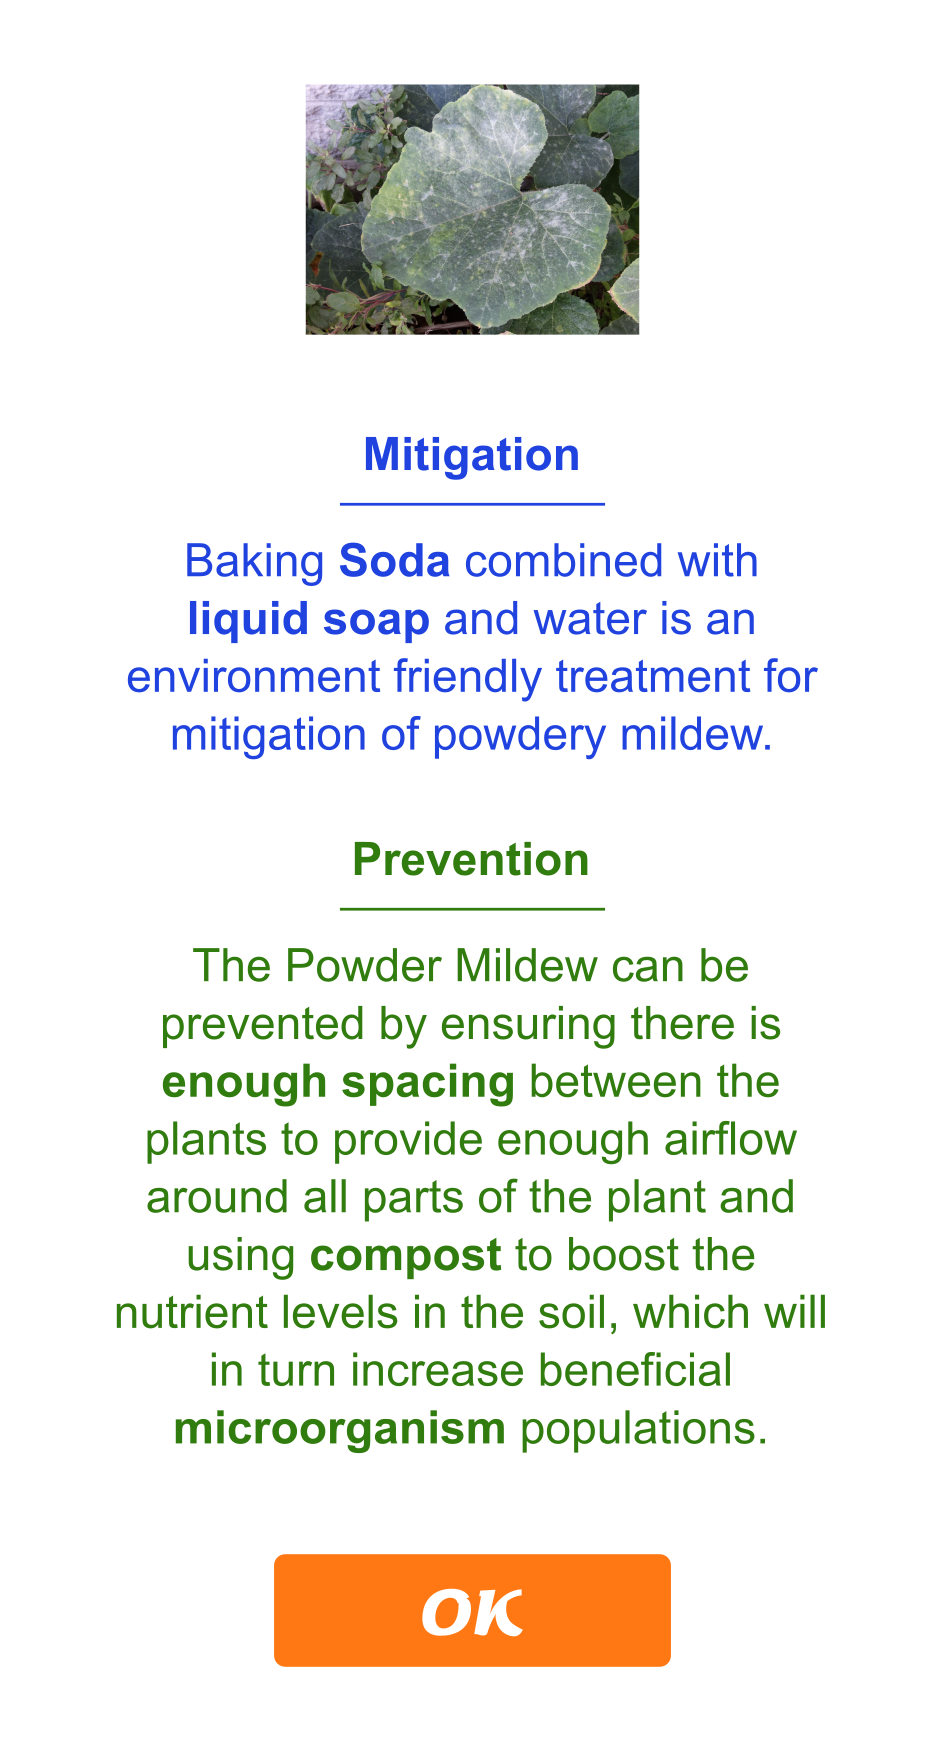 Mitigation
Baking Soda combined with
liquid soap and water is an
environment friendly treatment for
mitigation of powdery mildew.
Prevention
The Powder Mildew can be
prevented by ensuring there is
enough spacing between the
plants to provide enough airflow
around all parts of the plant and
using compost to boost the
nutrient levels in the soil, which will
in turn increase beneficial
microorganism populations.
OK